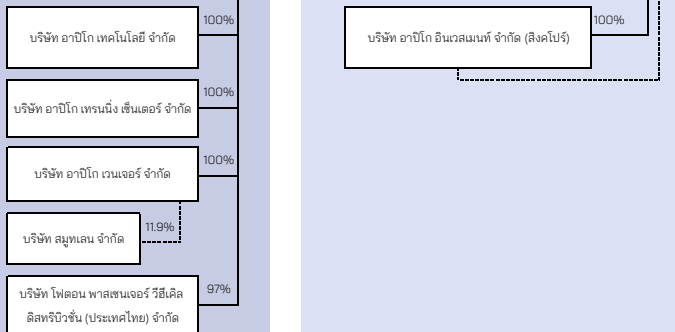 100%
บริษัท อาปิโก เทคโนโลยี จำกัด
100%
บริษัท อาปิโก เทรนนิ่ง เซ็นเตอร์ จำกัด
100%
บริษัท อาปิโก เวนเจอร์ จำกัด
11.9%
บริษัท สมูทเลน จำกัด
97%
บริษัท โฟตอน พาสเซนเจอร์ วีฮีเคิล
ดิสทริบิวชั่น (ประเทศไทย) จำกัด
100%
บริษัท อาปิโก อินเวสเมนท์ จำกัด (สิงคโปร์)